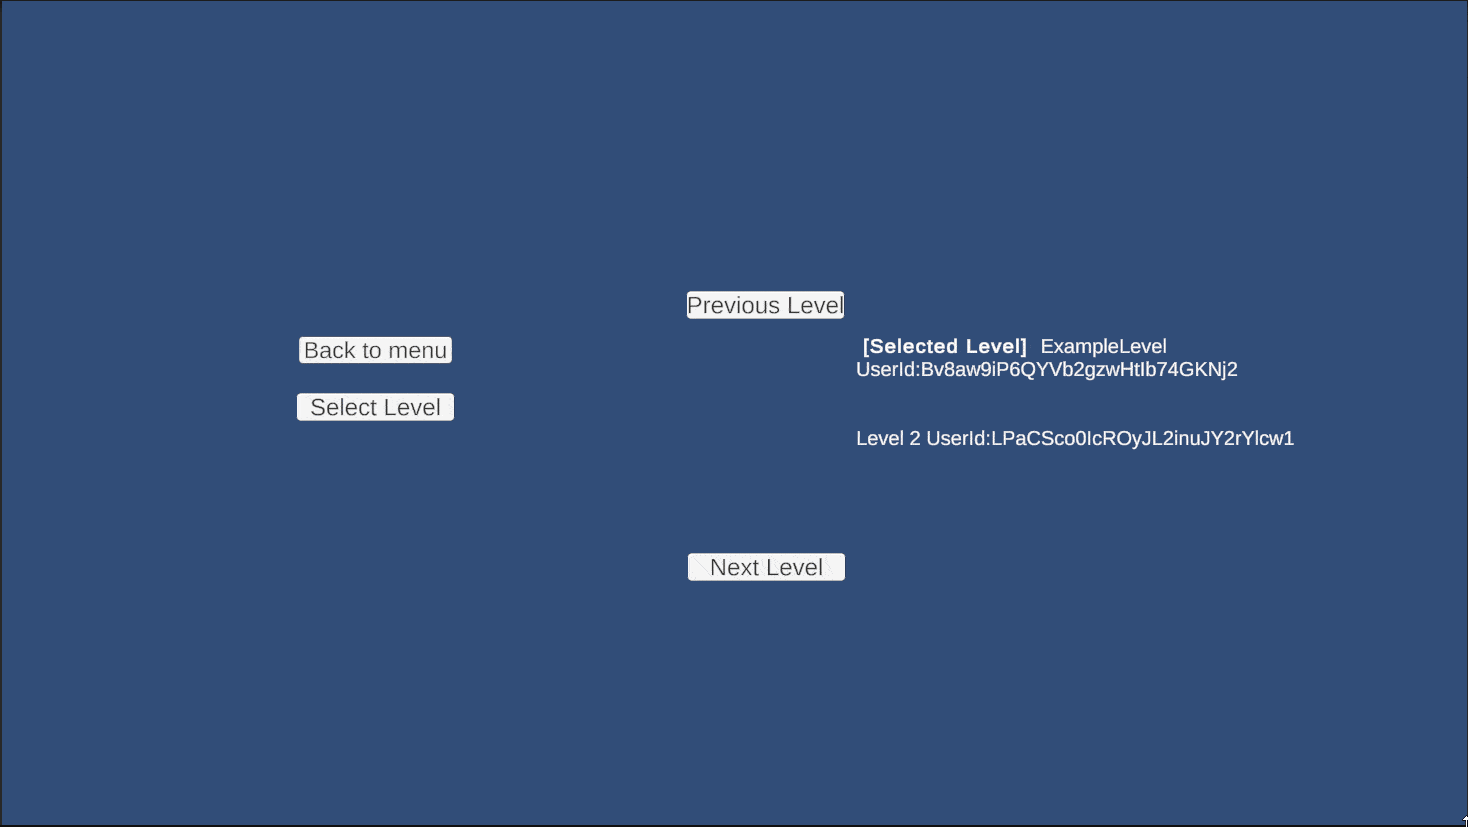 Previous Level
Back to menu
[Selected Level] ExampleLevel
UserId:Bv8aw9iP6QYVb2gzwHtIb74GKNj2
Select Level
Level 2 UserId:LPaCSco0IcROyJL2inuJY2rYlcw1
Next Level